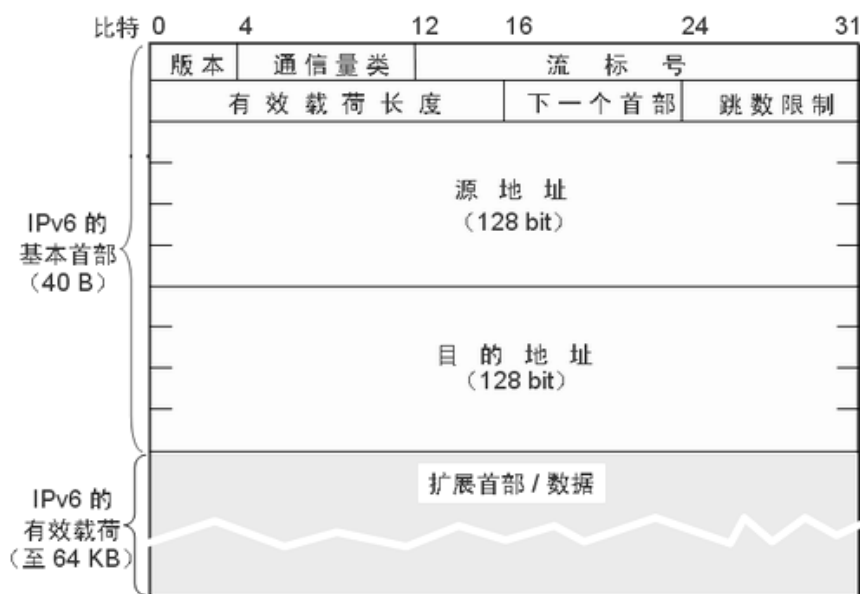 比特 0 4 12 16 24 31
版本 通信量类 流标号
有效载荷长度 下一个首部 跳数限制
源地址
(128 bit)
IPv6 的
基本首部
(40 B)
目的地址
(128 bit)
扩展首部 / 数据
IPv6 的
有效载荷
(至 64 KB)